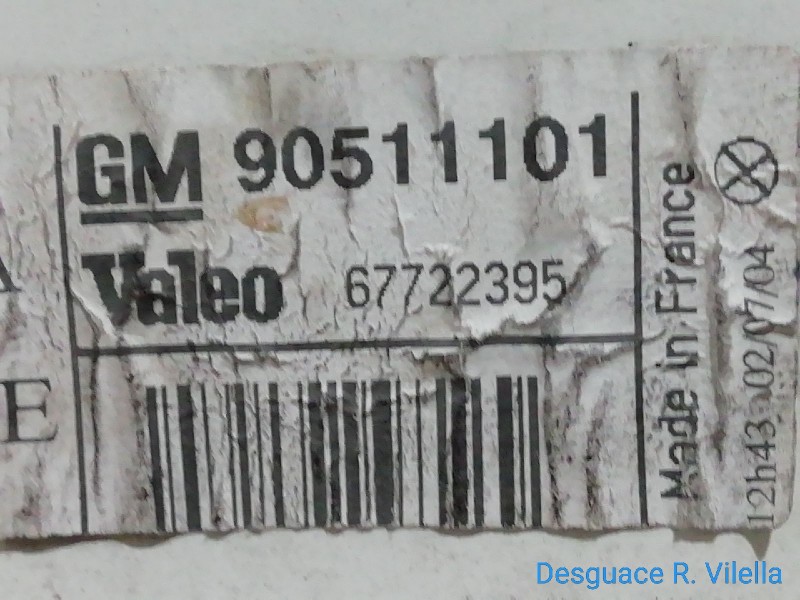 GM 90511101
Valeo 67722395
E
Made in France
12h43 02/07/04
Desguace R. Vilella